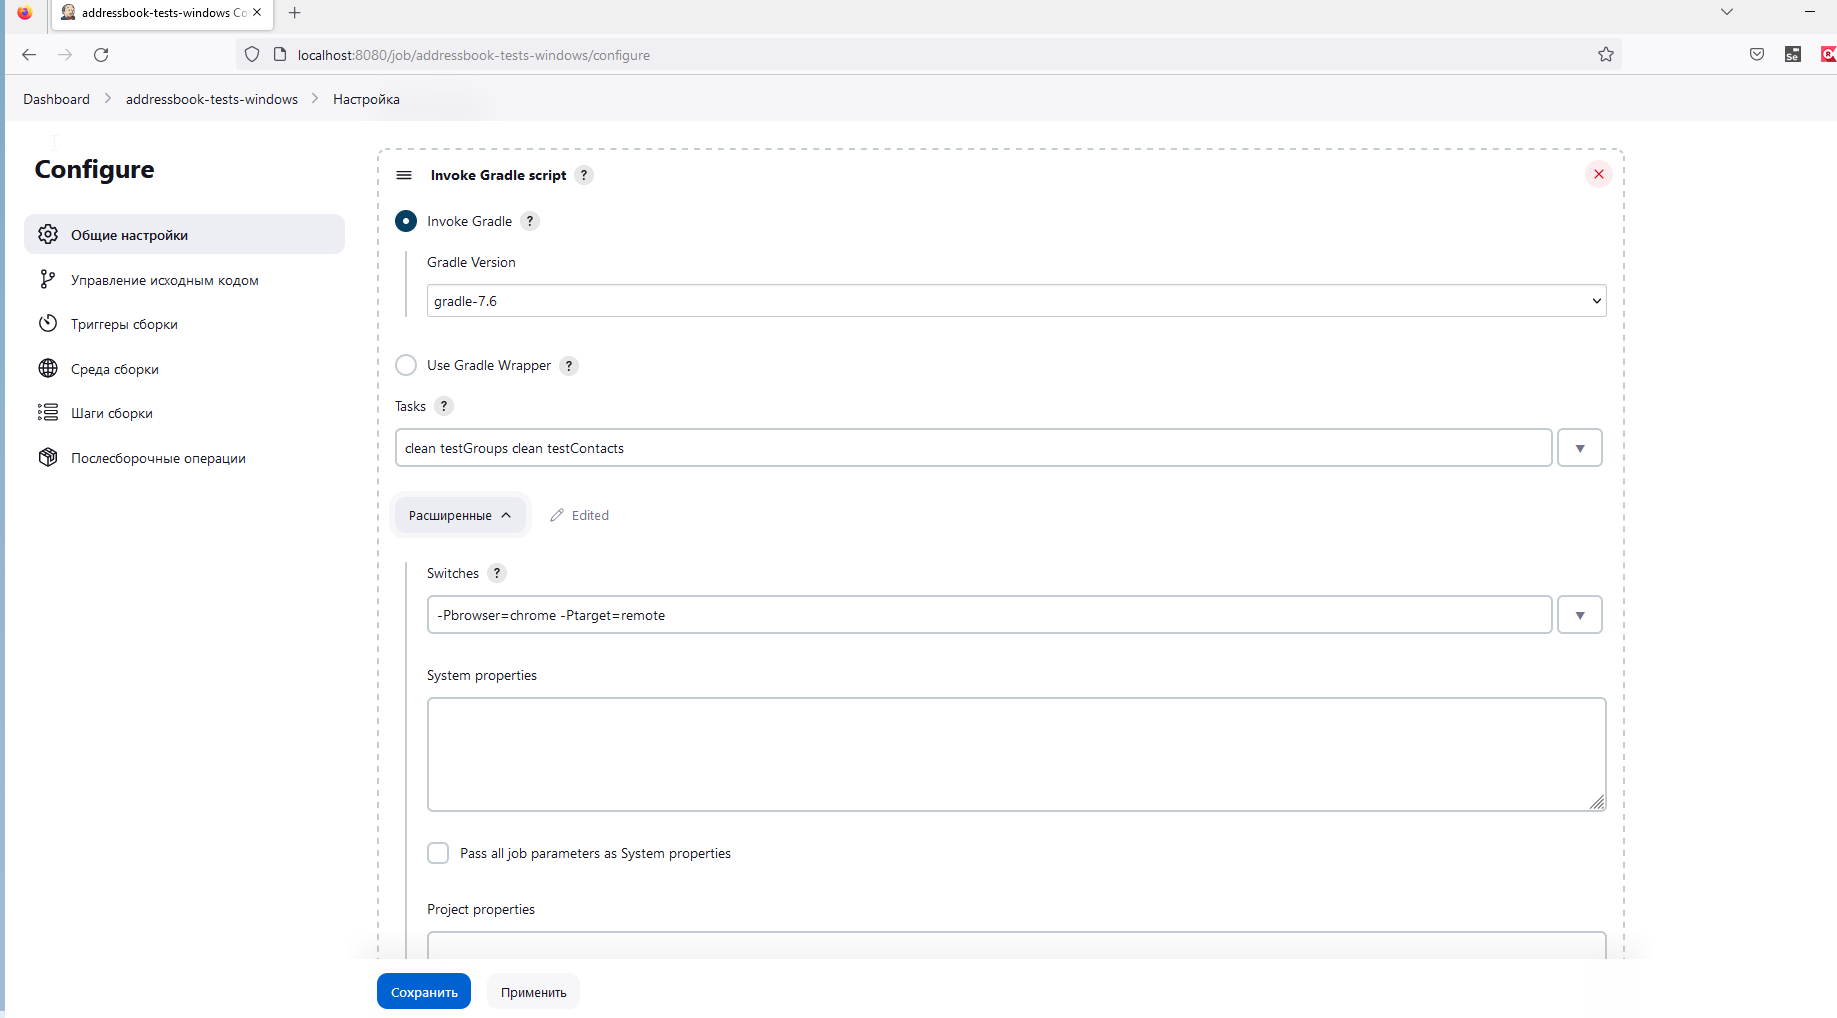 addressbook-tests-windows Co
localhost:8080/job/addressbook-tests-windows/configure
Dashboard addressbook-tests-windows Настройка
Configure
Общие настройки
Управление исходным кодом
Триггеры сборки
Среда сборки
Шаги сборки
Послесборочные операции
Invoke Gradle script ?
Invoke Gradle ?
Gradle Version
gradle-7.6
Use Gradle Wrapper ?
Tasks ?
clean testGroups clean testContacts
Расширенные Edited
Switches ?
-Pbrowser=chrome -Ptarget=remote
System properties
Pass all job parameters as System properties
Project properties
Сохранить Применить